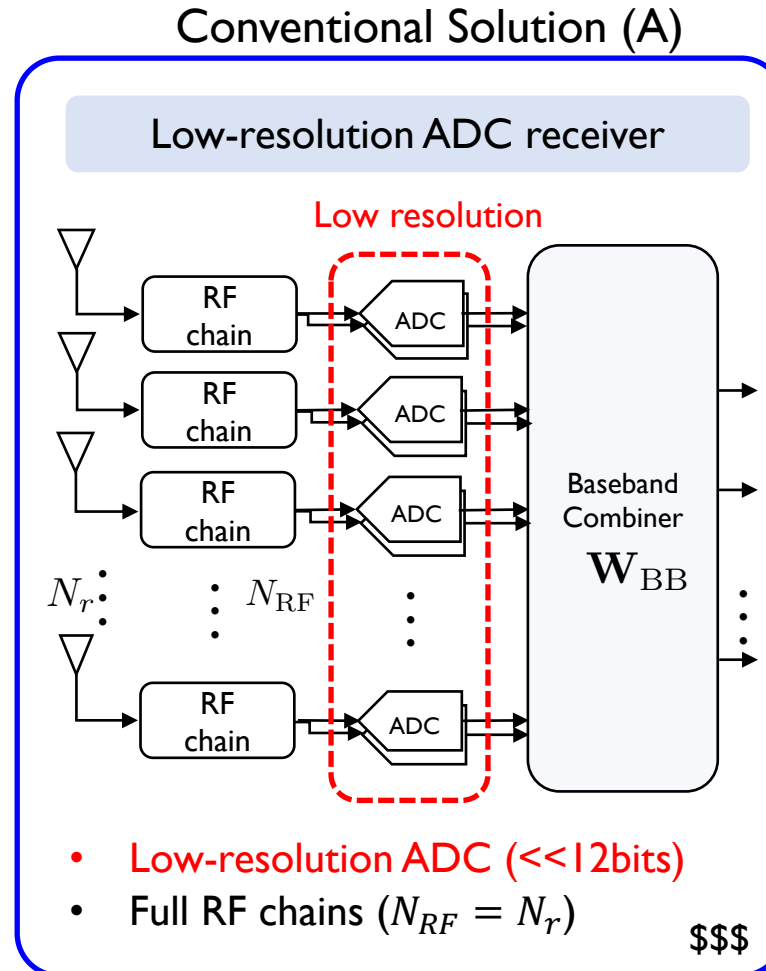 Conventional Solution (A)
Low-resolution ADC receiver
Low resolution
RF
chain
ADC
RF
chain
ADC
RF
chain
ADC
Baseband
Combiner
W_BB
N_r
N_RF
RF
chain
ADC
• Low-resolution ADC (<<12bits)
• Full RF chains (N_RF = N_r)
$$$